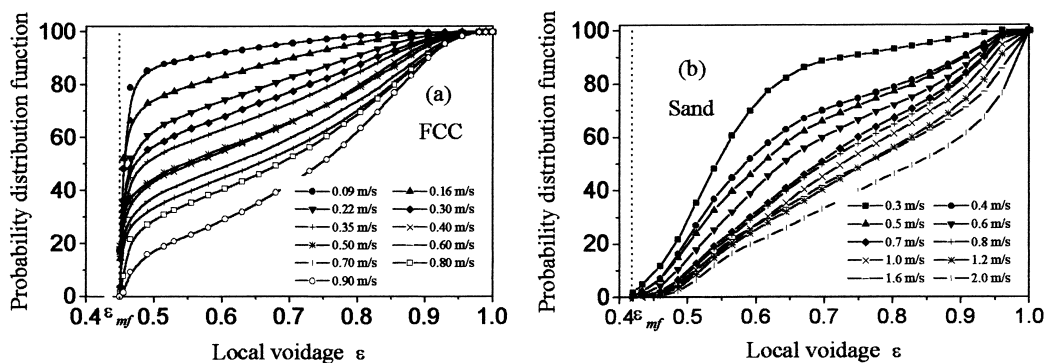 Probability distribution function
100
80
60
40
20
0
0.4
ε mf
0.5
0.6
0.7
0.8
0.9
1.0
Local voidage ε
(a)
FCC
0.09 m/s 0.16 m/s
0.22 m/s 0.30 m/s
0.35 m/s 0.40 m/s
0.50 m/s 0.60 m/s
0.70 m/s 0.80 m/s
0.90 m/s
Probability distribution function
100
80
60
40
20
0
0.4
ε mf
0.5
0.6
0.7
0.8
0.9
1.0
Local voidage ε
(b)
Sand
0.3 m/s 0.4 m/s
0.5 m/s 0.6 m/s
0.7 m/s 0.8 m/s
1.0 m/s 1.2 m/s
1.6 m/s 2.0 m/s